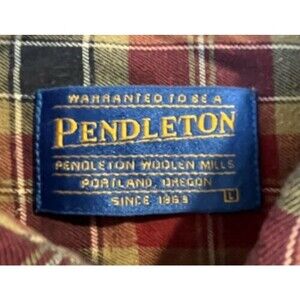 WARRANTED TO BE A
PENDLETON
PENDLETON WOOLEN MILLS
PORTLAND, OREGON
SINCE 1863
L